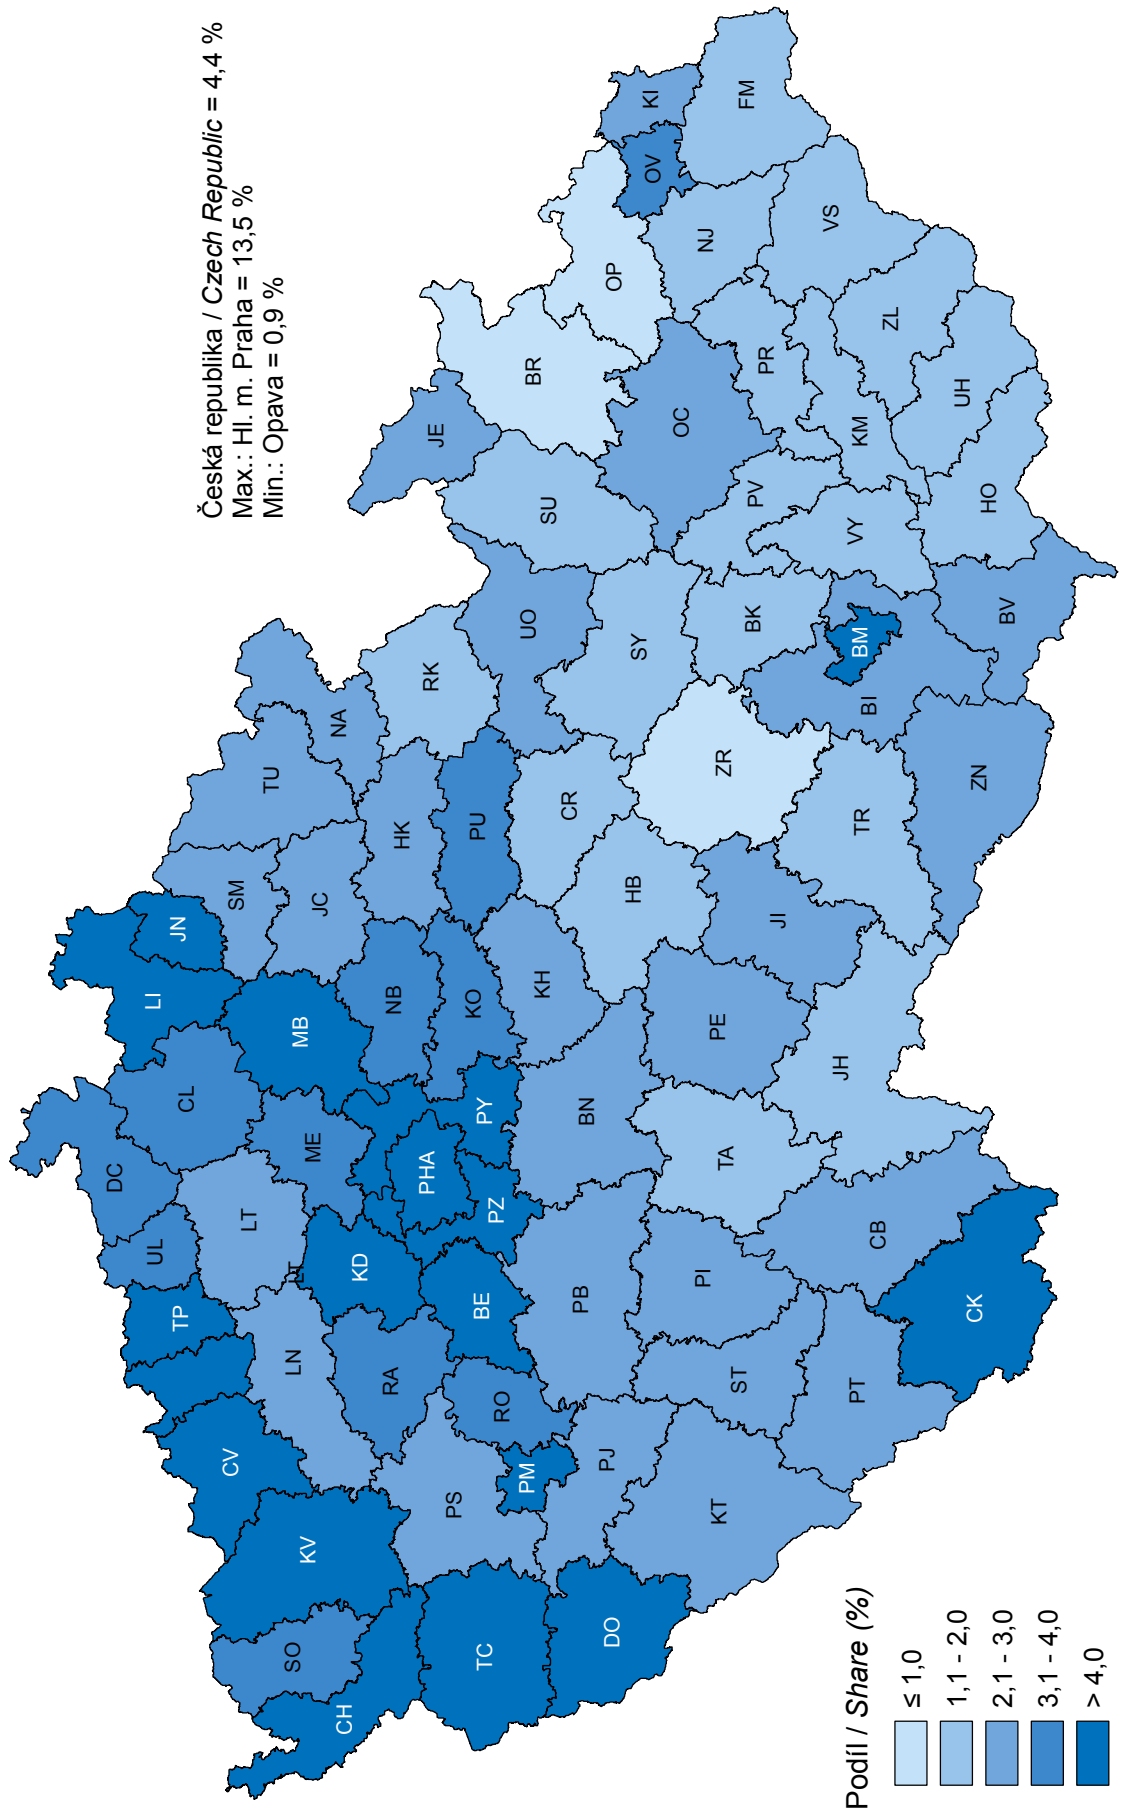 Česká republika / Czech Republic = 4,4 %
Max.: Hl. m. Praha = 13,5 %
Min.: Opava = 0,9 %
DC
LI
UL
JN
TP
CL
CV
SM
LT
TU
SO
LN
LT
MB
KV
ME
JC
NA
CH
KD
RA
NB
HK
PHA
RK
JE
PS
KO
PU
BE
PY
PZ
RO
PM
UO
BR
KH
SU
CR
PB
BN
PJ
DO
OP
HB
SY
KI
OV
OC
PI
NJ
PE
KT
ZR
TA
ST
FM
PV
BK
PR
JI
VS
JH
PT
VY
KM
BM
TR
BI
CB
ZL
UH
CK
ZN
HO
BV
Podíl / Share (%)
≤ 1,0
1,1 - 2,0
2,1 - 3,0
3,1 - 4,0
> 4,0